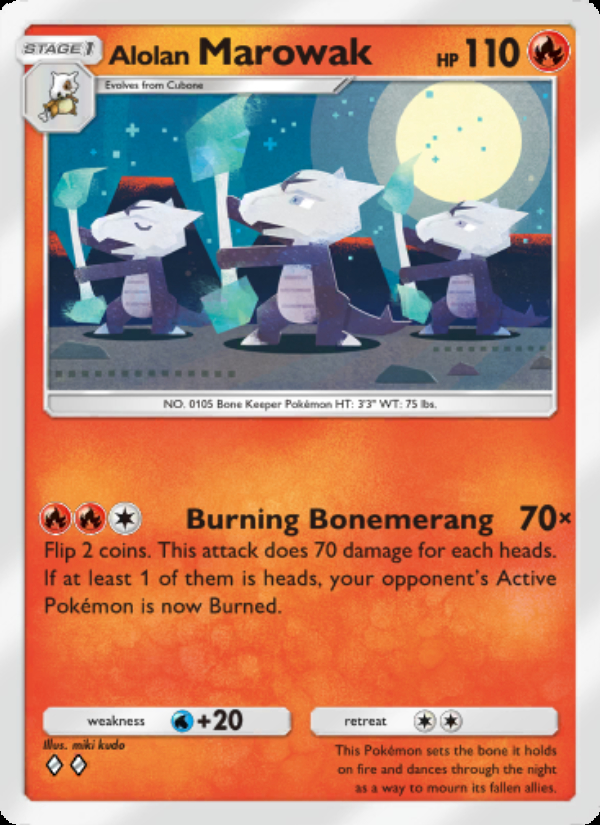 STAGE 1 Alolan Marowak HP 110
Evolves from Cubone
NO. 0105 Bone Keeper Pokémon HT: 3'3" WT: 75 lbs.
Burning Bonemerang 70×
Flip 2 coins. This attack does 70 damage for each heads.
If at least 1 of them is heads, your opponent's Active
Pokémon is now Burned.
weakness +20 retreat
Illus. miki kudo
This Pokémon sets the bone it holds
on fire and dances through the night
as a way to mourn its fallen allies.